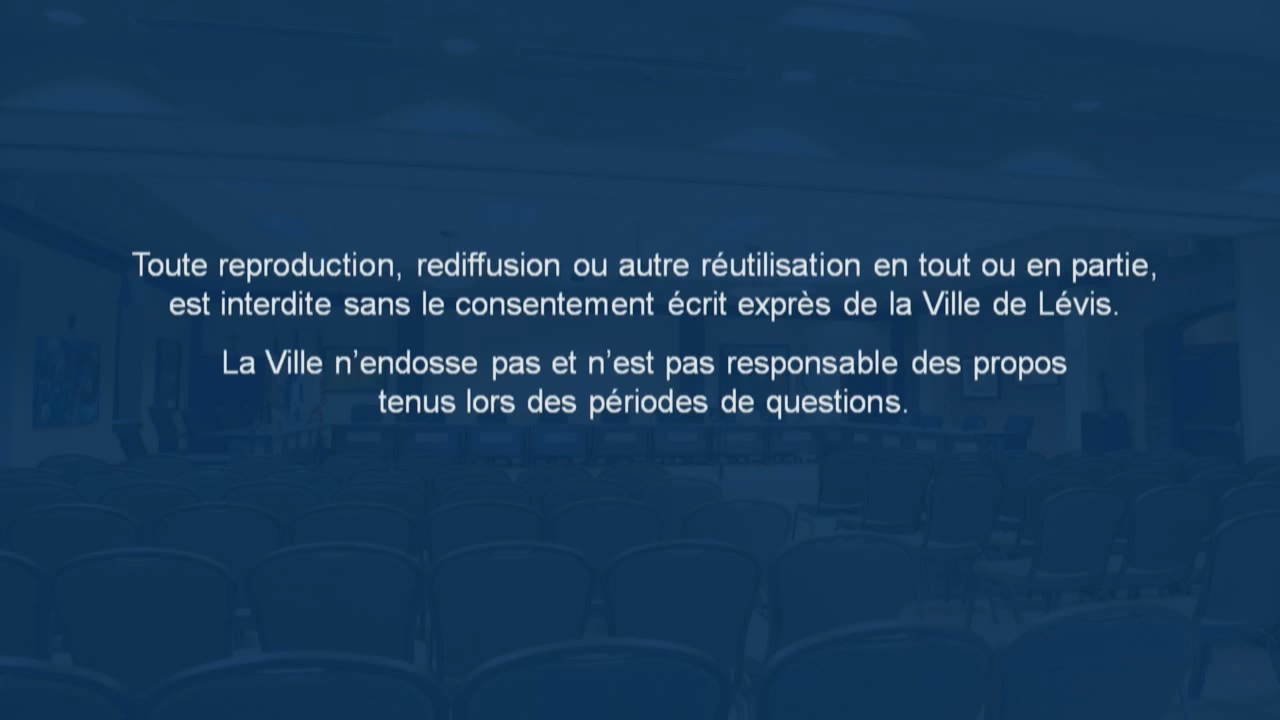 Toute reproduction, rediffusion ou autre réutilisation en tout ou en partie,
est interdite sans le consentement écrit exprès de la Ville de Lévis.
La Ville n’endosse pas et n’est pas responsable des propos
tenus lors des périodes de questions.